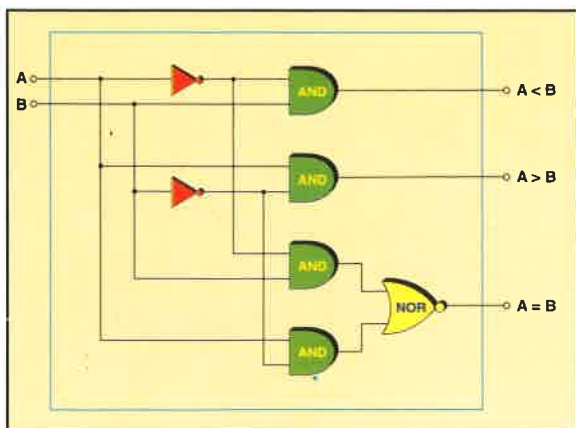 A
B
AND
A < B
AND
A > B
AND
NOR
A = B
AND